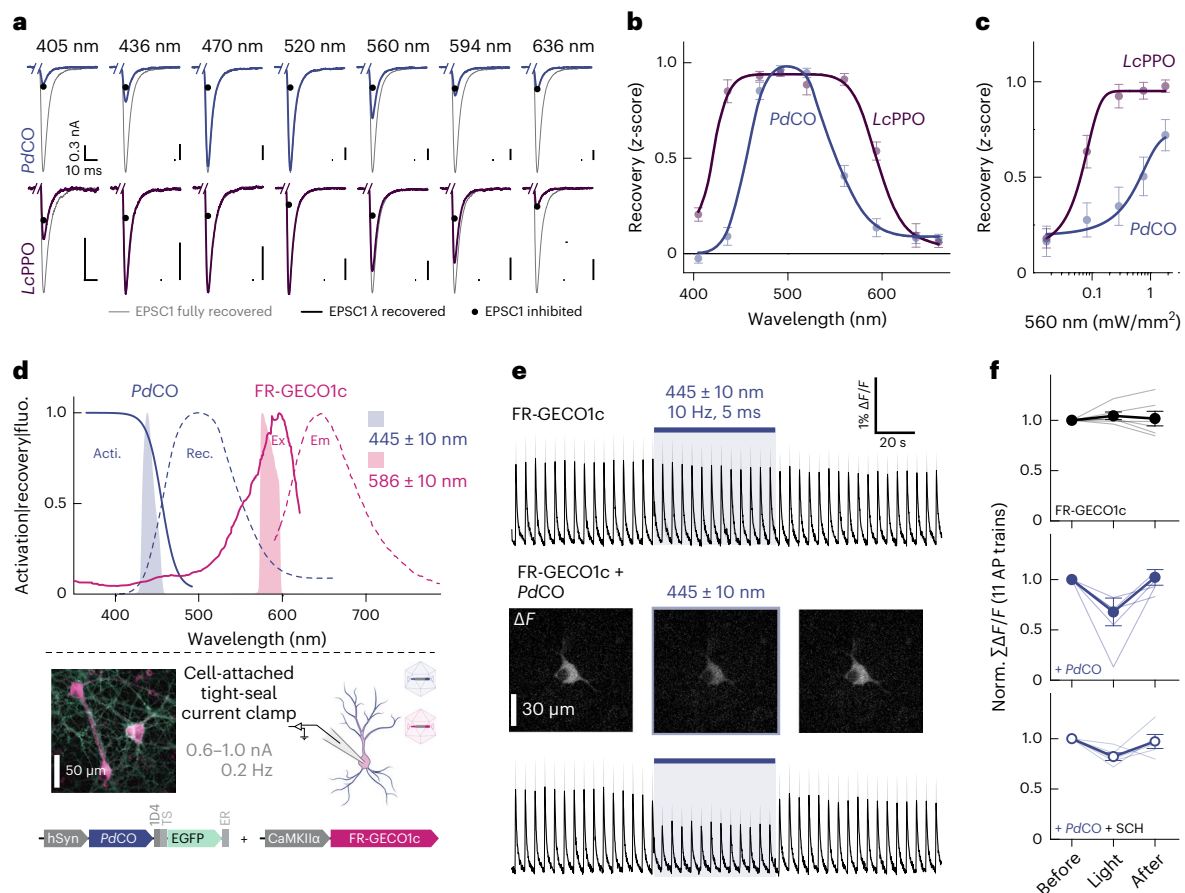 a
405 nm 436 nm 470 nm 520 nm 560 nm 594 nm 636 nm
PdCO
0.3 nA
10 ms
LcPPO
EPSC1 fully recovered EPSC1 λ recovered EPSC1 inhibited
b
Recovery (z-score)
1.0
0.5
0
PdCO
LcPPO
400 500 600
Wavelength (nm)
c
Recovery (z-score)
1.0
0.5
0
LcPPO
PdCO
0.1 1
560 nm (mW/mm²)
d
PdCO FR-GECO1c
Activation|recovery|fluo.
1.0
0.5
0
Acti. Rec. Ex Em
445 ± 10 nm
586 ± 10 nm
400 500 600 700
Wavelength (nm)
50 µm
Cell-attached
tight-seal
current clamp
0.6–1.0 nA
0.2 Hz
hSyn PdCO 1D4 TS EGFP ER + CaMKIIα FR-GECO1c
e
FR-GECO1c
445 ± 10 nm
10 Hz, 5 ms
1% ΔF/F
20 s
FR-GECO1c +
PdCO
445 ± 10 nm
ΔF
30 µm
f
Norm. ∑ΔF/F (11 AP trains)
1.0
0.5
0
FR-GECO1c
1.0
0.5
0
+ PdCO
1.0
0.5
0
+ PdCO + SCH
Before Light After